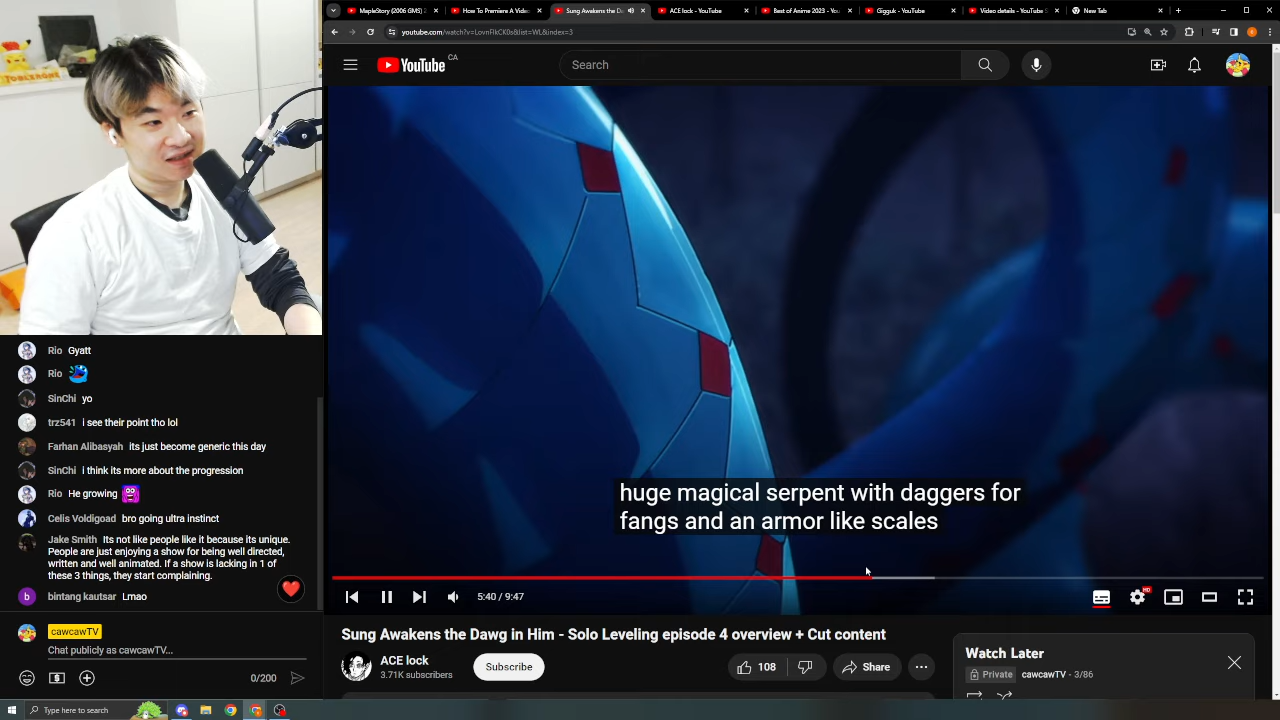 MapleStory (2006 GMS) 2
How To Premiere A Video
Sung Awakens the Da
ACE lock - YouTube
Best of Anime 2023 - You
Gigguk - YouTube
Video details - YouTube S
New Tab
youtube.com/watch?v=LovnFlkCK0s&list=WL&index=3
YouTube CA
Search
TOBLERONE
huge magical serpent with daggers for
fangs and an armor like scales
Rio Gyatt
Rio
SinChi yo
trz541 i see their point tho lol
Farhan Alibasyah its just become generic this day
SinChi i think its more about the progression
Rio He growing
Celis Voldigoad bro going ultra instinct
Jake Smith Its not like people like it because its unique.
People are just enjoying a show for being well directed,
written and well animated. If a show is lacking in 1 of
these 3 things, they start complaining.
b bintang kautsar Lmao
cawcawTV
Chat publicly as cawcawTV...
0/200
5:40 / 9:47
HD
Sung Awakens the Dawg in Him - Solo Leveling episode 4 overview + Cut content
ACE lock
3.71K subscribers
Subscribe
108
Share
Watch Later
Private cawcawTV - 3/86
Type here to search